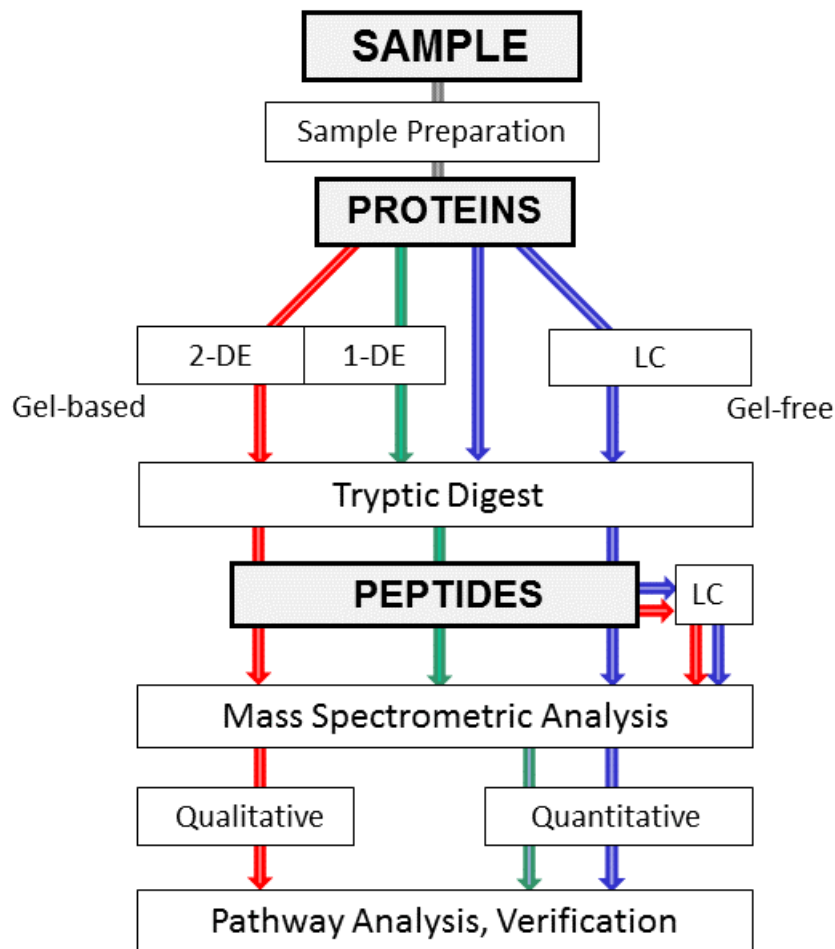 SAMPLE
Sample Preparation
PROTEINS
2-DE
1-DE
LC
Gel-based
Gel-free
Tryptic Digest
PEPTIDES
LC
Mass Spectrometric Analysis
Qualitative
Quantitative
Pathway Analysis, Verification